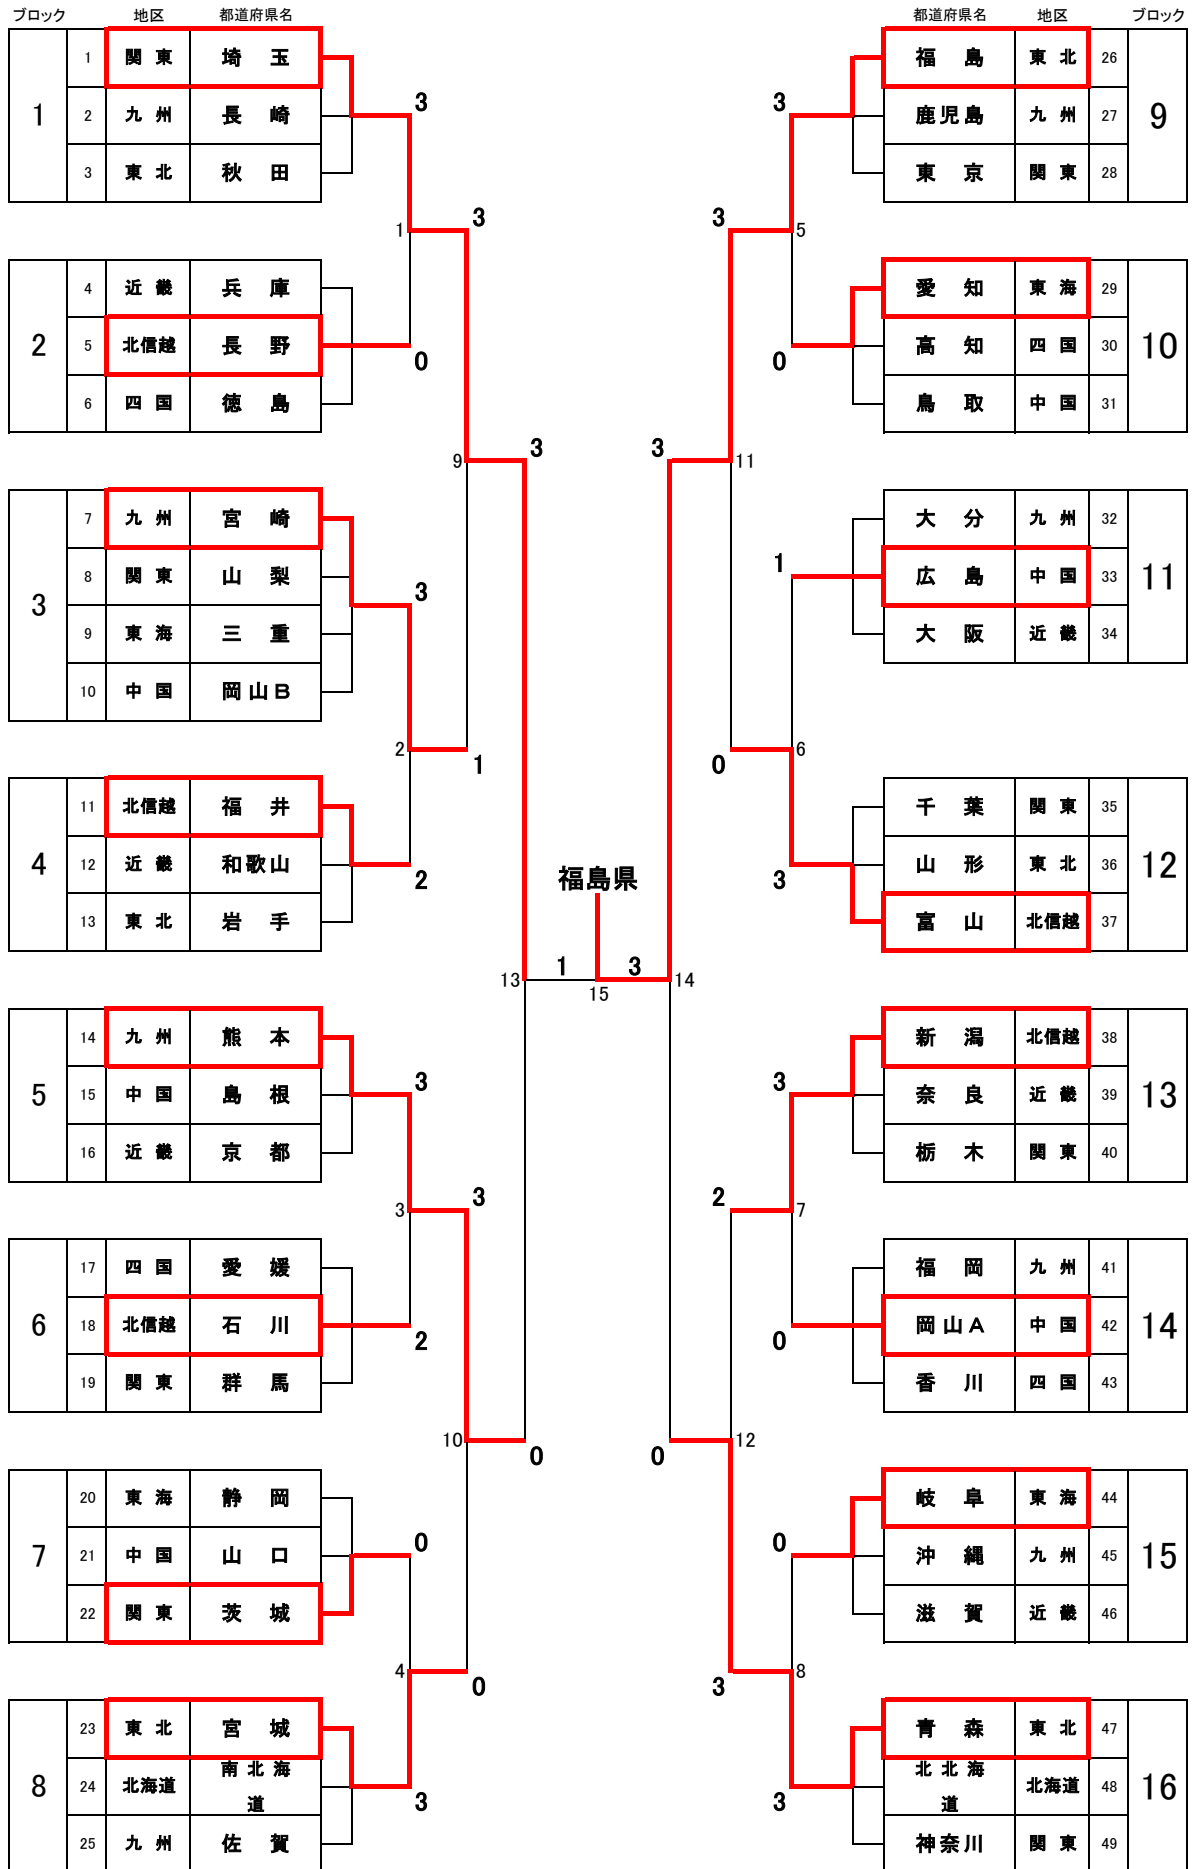 ブロック 地区 都道府県名
1
1 関東 埼玉
2 九州 長崎
3 東北 秋田
2
4 近畿 兵庫
5 北信越 長野
6 四国 徳島
3
7 九州 宮崎
8 関東 山梨
9 東海 三重
10 中国 岡山B
4
11 北信越 福井
12 近畿 和歌山
13 東北 岩手
5
14 九州 熊本
15 中国 島根
16 近畿 京都
6
17 四国 愛媛
18 北信越 石川
19 関東 群馬
7
20 東海 静岡
21 中国 山口
22 関東 茨城
8
23 東北 宮城
24 北海道 南北海道
25 九州 佐賀
3
1
3
0
9
3
3
2
1
2
福島県
13
1
15
3
14
3
3
3
2
10
0
0
4
0
3
都道府県名 地区 ブロック
福島 東北 26
鹿児島 九州 27
東京 関東 28
9
愛知 東海 29
高知 四国 30
鳥取 中国 31
10
大分 九州 32
広島 中国 33
大阪 近畿 34
11
千葉 関東 35
山形 東北 36
富山 北信越 37
12
新潟 北信越 38
奈良 近畿 39
栃木 関東 40
13
福岡 九州 41
岡山A 中国 42
香川 四国 43
14
岐阜 東海 44
沖縄 九州 45
滋賀 近畿 46
15
青森 東北 47
北北海道 北海道 48
神奈川 関東 49
16
3
3
5
0
3
11
1
0
6
3
3
2
7
0
0
12
0
3
8
3